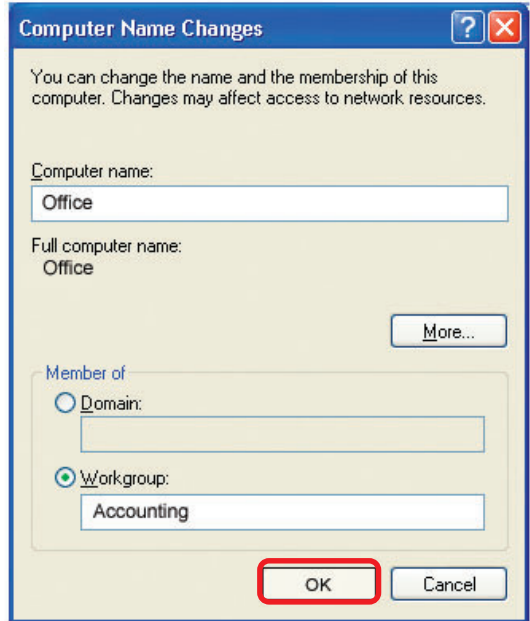 Computer Name Changes
?
You can change the name and the membership of this
computer. Changes may affect access to network resources.
Computer name:
Office
Full computer name:
Office
More...
Member of
Domain:
Workgroup:
Accounting
OK Cancel